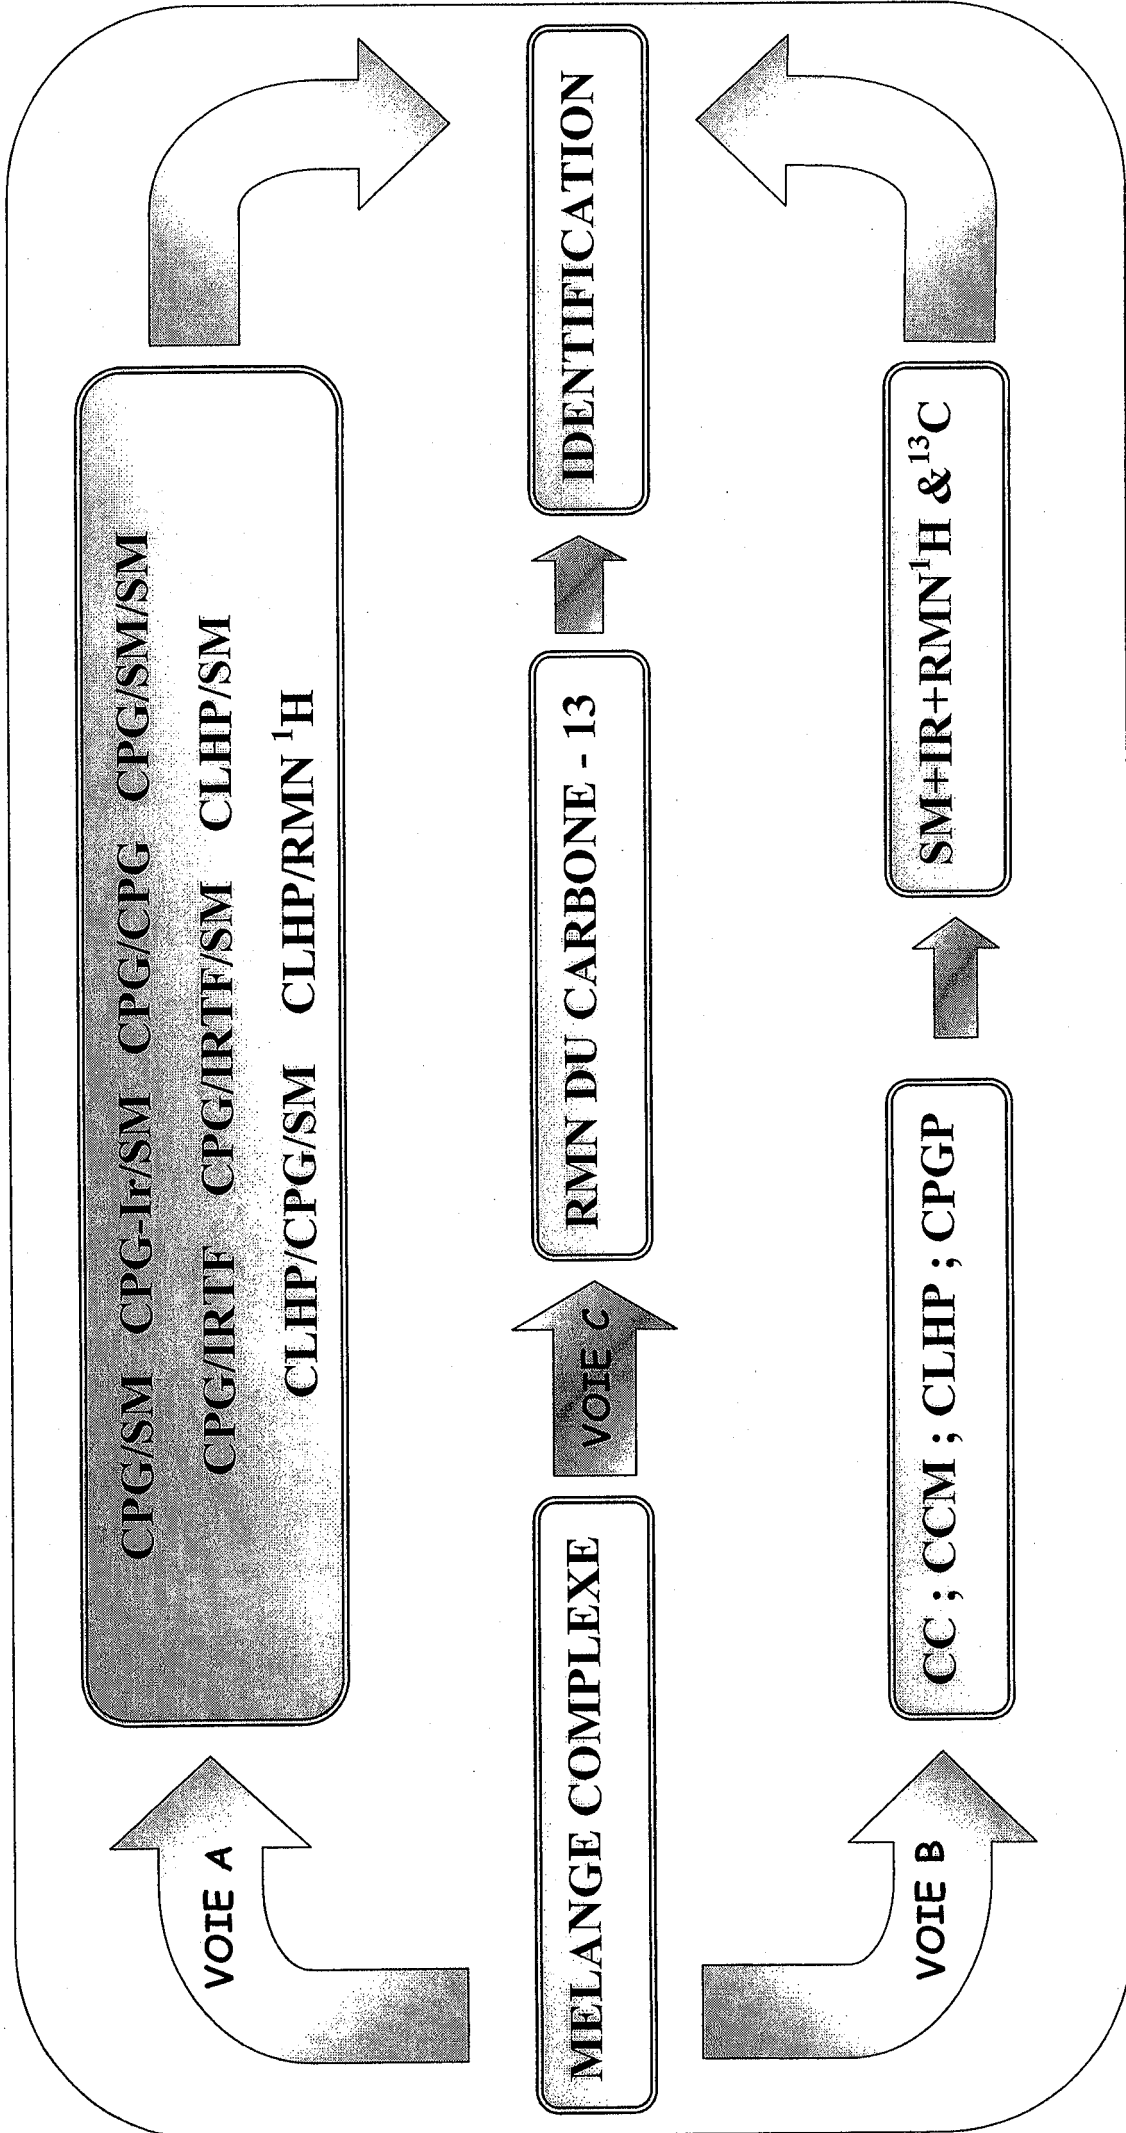 VOIE A
CPG/SM CPG-Ir/SM CPG/CPG CPG/SM/SM
CPG/IRTF CPG/IRTF/SM CLHP/SM
CLHP/CPG/SM CLHP/RMN ¹H
MELANGE COMPLEXE
VOIE C
RMN DU CARBONE - 13
IDENTIFICATION
VOIE B
CC ; CCM ; CLHP ; CPGP
SM+IR+RMN¹H & ¹³C